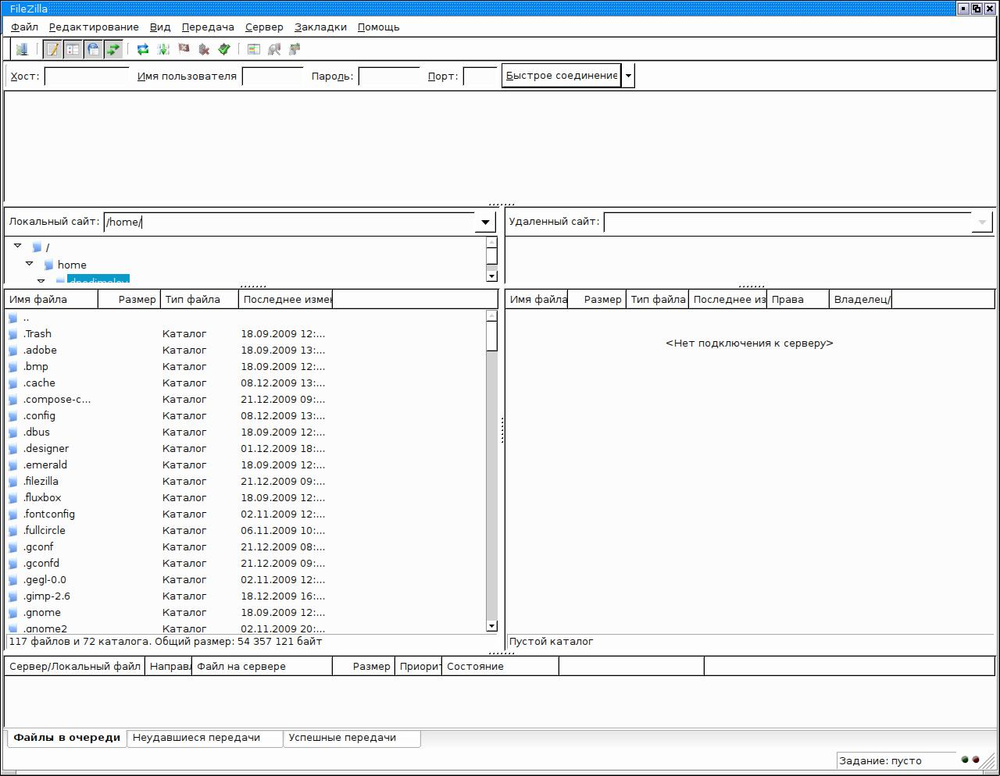 FileZilla
Файл Редактирование Вид Передача Сервер Закладки Помощь
Хост: Имя пользователя Пароль: Порт: Быстрое соединение
Локальный сайт: /home/ Удаленный сайт:
/
home
Имя файла Размер Тип файла Последнее измен Имя файла Размер Тип файла Последнее из Права Владелец/
..
.Trash Каталог 18.09.2009 12:...
<Нет подключения к серверу>
.adobe Каталог 18.09.2009 13:...
.bmp Каталог 18.09.2009 12:...
.cache Каталог 08.12.2009 13:...
.compose-c... Каталог 21.12.2009 09:...
.config Каталог 08.12.2009 13:...
.dbus Каталог 18.09.2009 12:...
.designer Каталог 01.12.2009 18:...
.emerald Каталог 18.09.2009 12:...
.filezilla Каталог 21.12.2009 09:...
.fluxbox Каталог 18.09.2009 12:...
.fontconfig Каталог 02.11.2009 12:...
.fullcircle Каталог 06.11.2009 10:...
.gconf Каталог 21.12.2009 08:...
.gconfd Каталог 21.12.2009 09:...
.gegl-0.0 Каталог 02.11.2009 12:...
.gimp-2.6 Каталог 18.12.2009 16:...
.gnome Каталог 18.09.2009 12:...
.gnome2 Каталог 02.11.2009 20:...
117 файлов и 72 каталога. Общий размер: 54 357 121 байт Пустой каталог
Сервер/Локальный файл Направл Файл на сервере Размер Приорит Состояние
Файлы в очереди Неудавшиеся передачи Успешные передачи
Задание: пусто